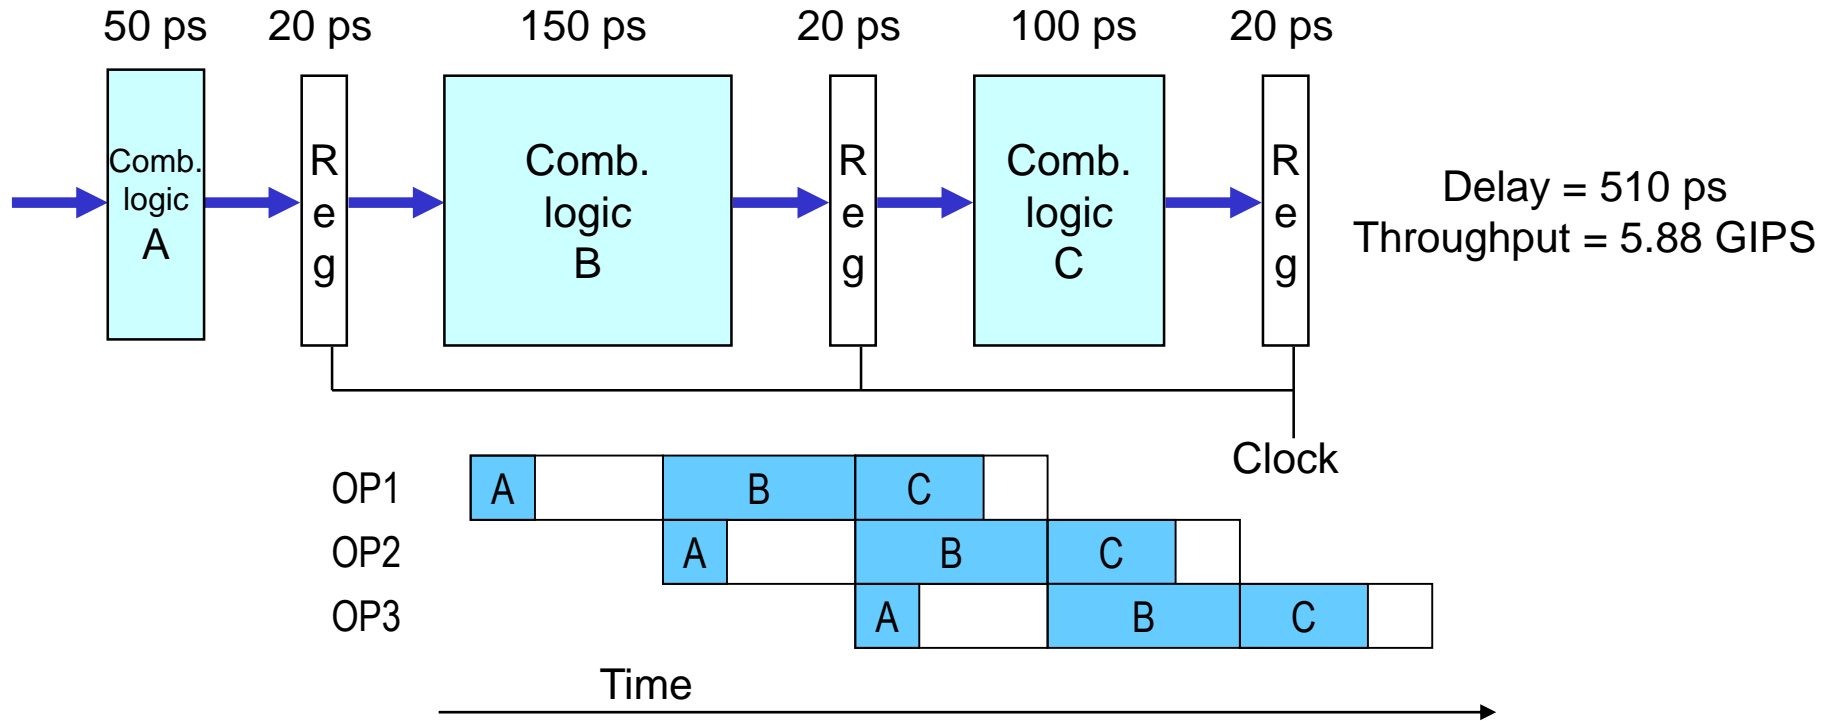 50 ps 20 ps 150 ps 20 ps 100 ps 20 ps
Comb.
logic
A
R
e
g
Comb.
logic
B
R
e
g
Comb.
logic
C
R
e
g
Delay = 510 ps
Throughput = 5.88 GIPS
Clock
OP1 A B C
OP2 A B C
OP3 A B C
Time